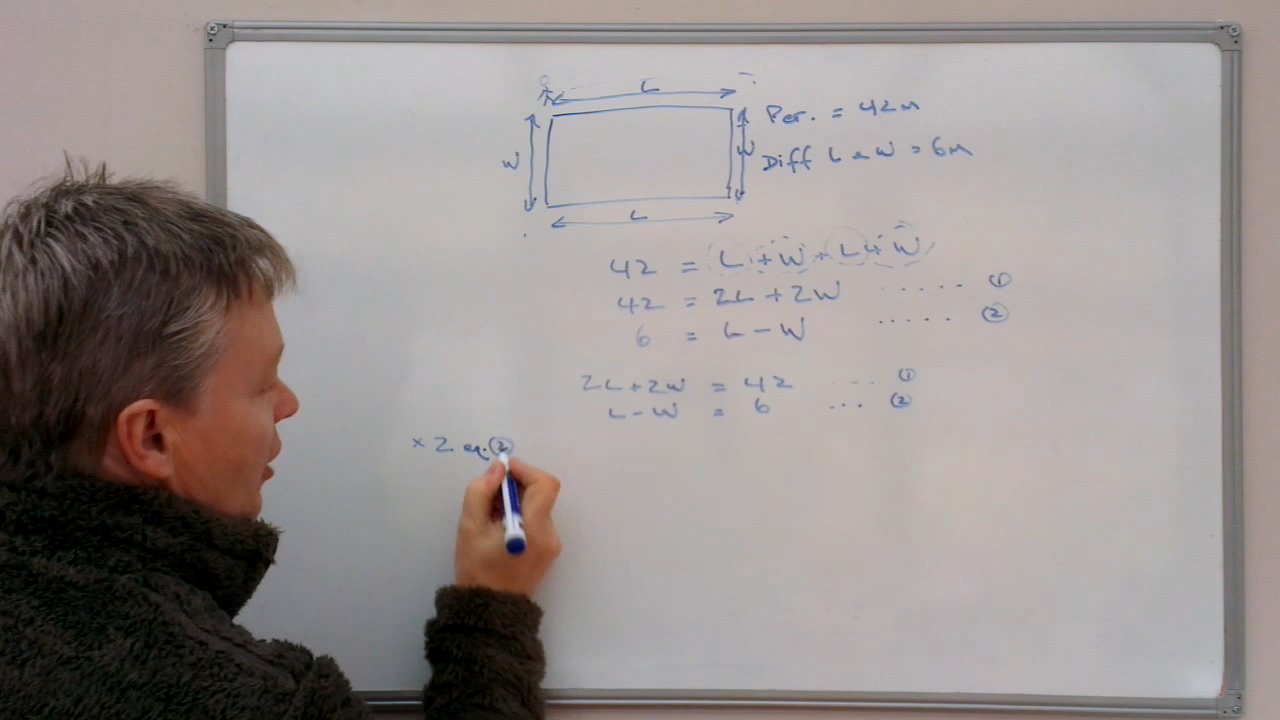 L
W
W
L
Per. = 42m
Diff L & W = 6m
42 = L + W + L + W
42 = 2L + 2W ...... ①
6 = L - W ..... ②
2L + 2W = 42 ... ①
L - W = 6 ... ②
× 2 eq. ②